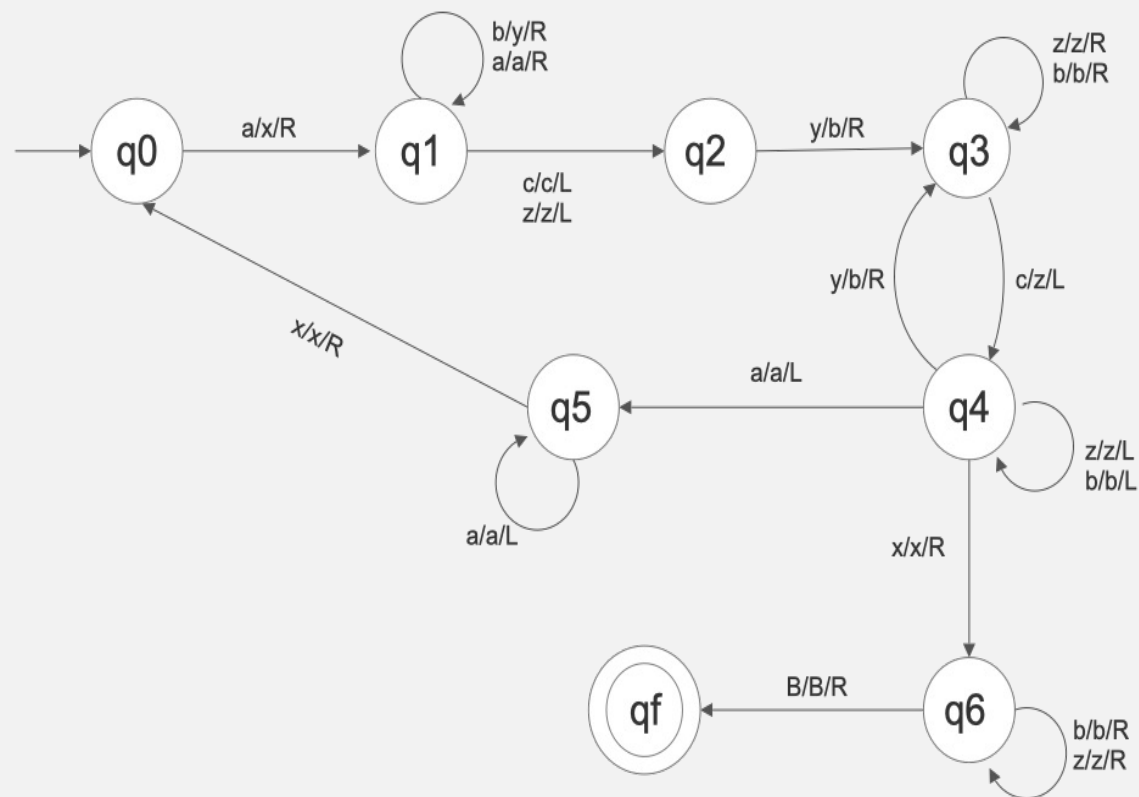 b/y/R
a/a/R
z/z/R
b/b/R
q0
a/x/R
q1
c/c/L
z/z/L
q2
y/b/R
q3
y/b/R
c/z/L
x/x/R
q5
a/a/L
a/a/L
q4
z/z/L
b/b/L
x/x/R
qf
B/B/R
q6
b/b/R
z/z/R